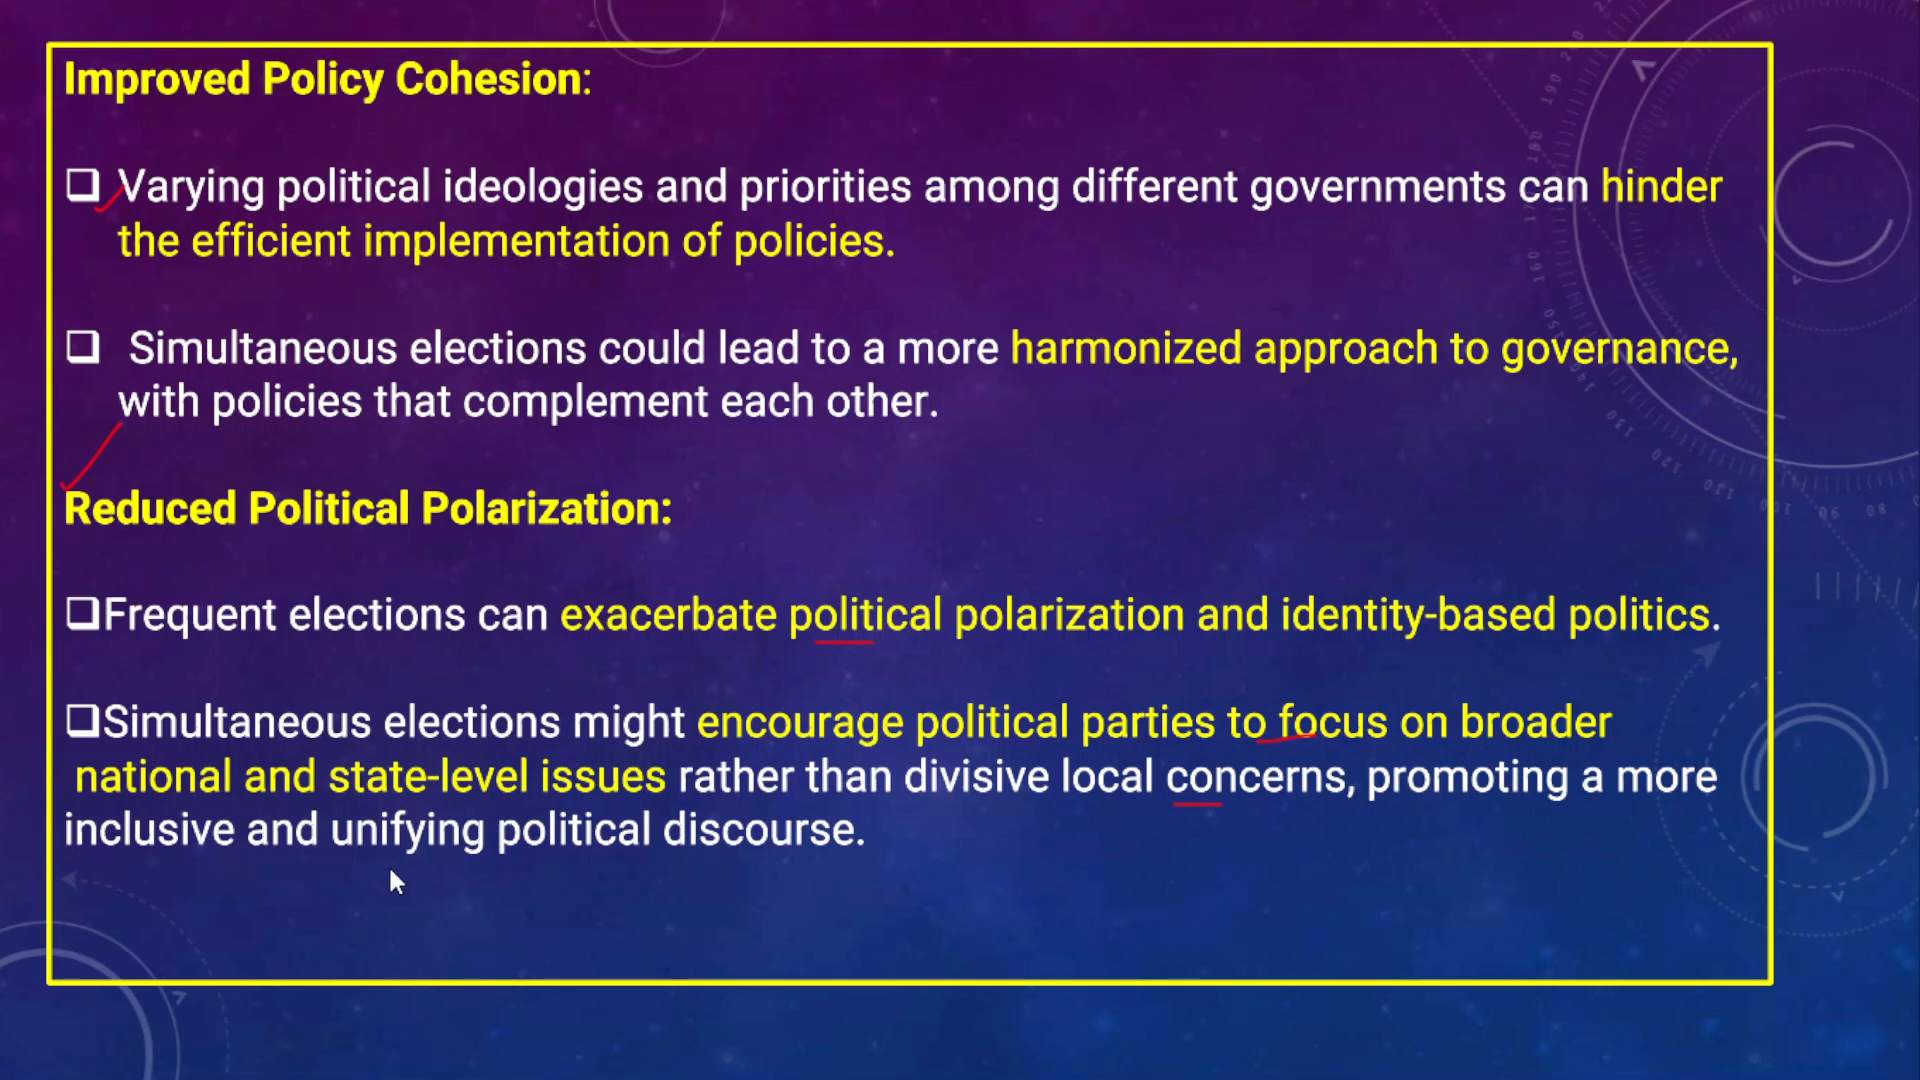 Improved Policy Cohesion:
❑ Varying political ideologies and priorities among different governments can hinder
the efficient implementation of policies.
❑ Simultaneous elections could lead to a more harmonized approach to governance,
with policies that complement each other.
Reduced Political Polarization:
❑Frequent elections can exacerbate political polarization and identity-based politics.
❑Simultaneous elections might encourage political parties to focus on broader
national and state-level issues rather than divisive local concerns, promoting a more
inclusive and unifying political discourse.